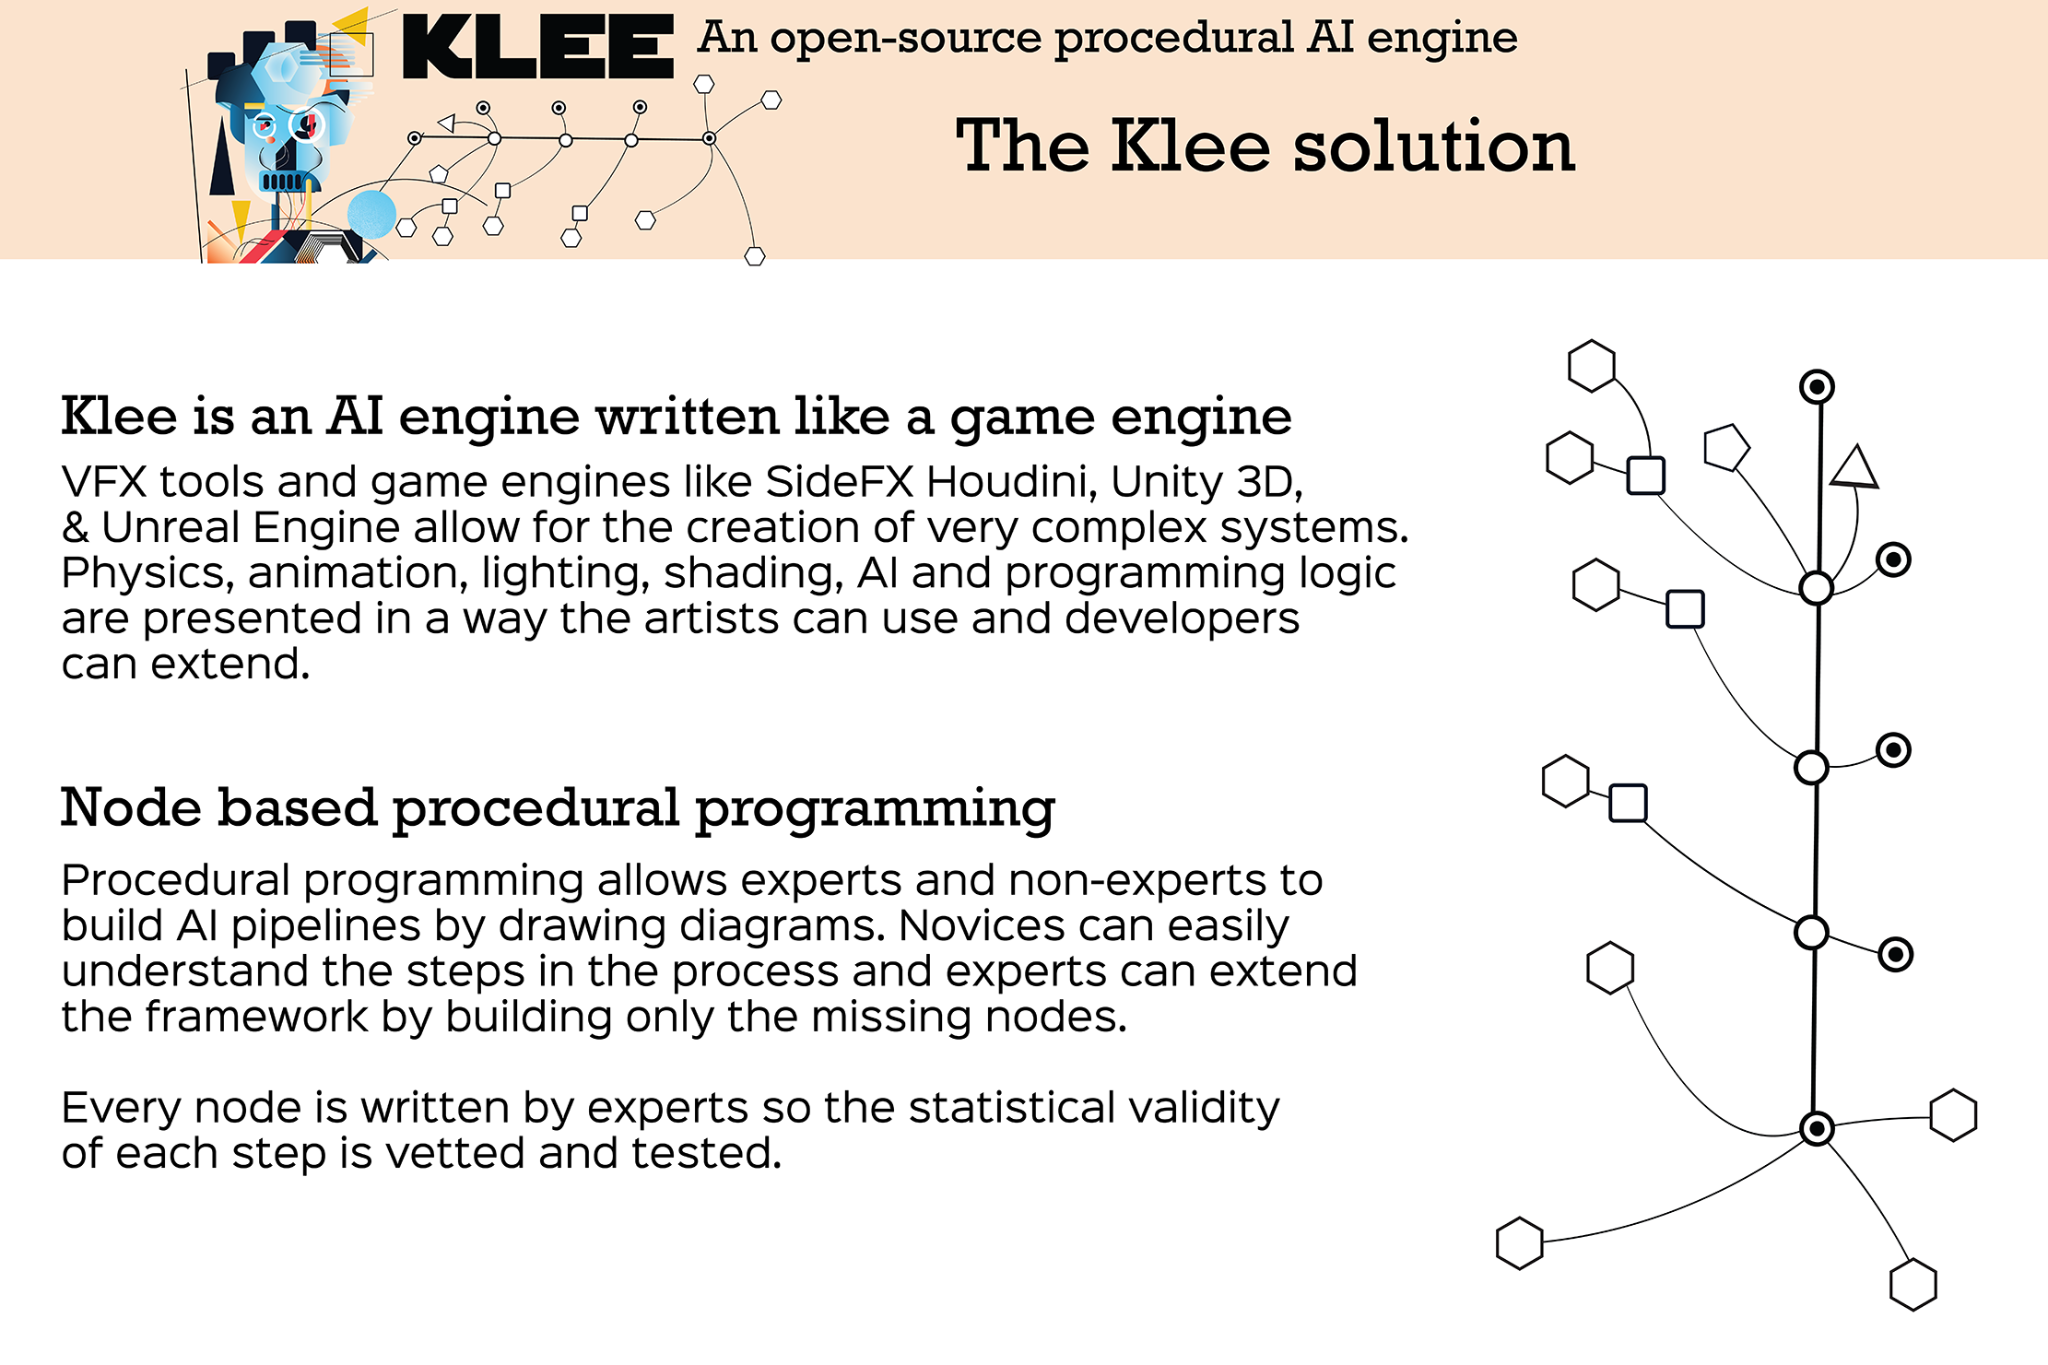 KLEE An open-source procedural AI engine
The Klee solution
Klee is an AI engine written like a game engine
VFX tools and game engines like SideFX Houdini, Unity 3D,
& Unreal Engine allow for the creation of very complex systems.
Physics, animation, lighting, shading, AI and programming logic
are presented in a way the artists can use and developers
can extend.
Node based procedural programming
Procedural programming allows experts and non-experts to
build AI pipelines by drawing diagrams. Novices can easily
understand the steps in the process and experts can extend
the framework by building only the missing nodes.
Every node is written by experts so the statistical validity
of each step is vetted and tested.